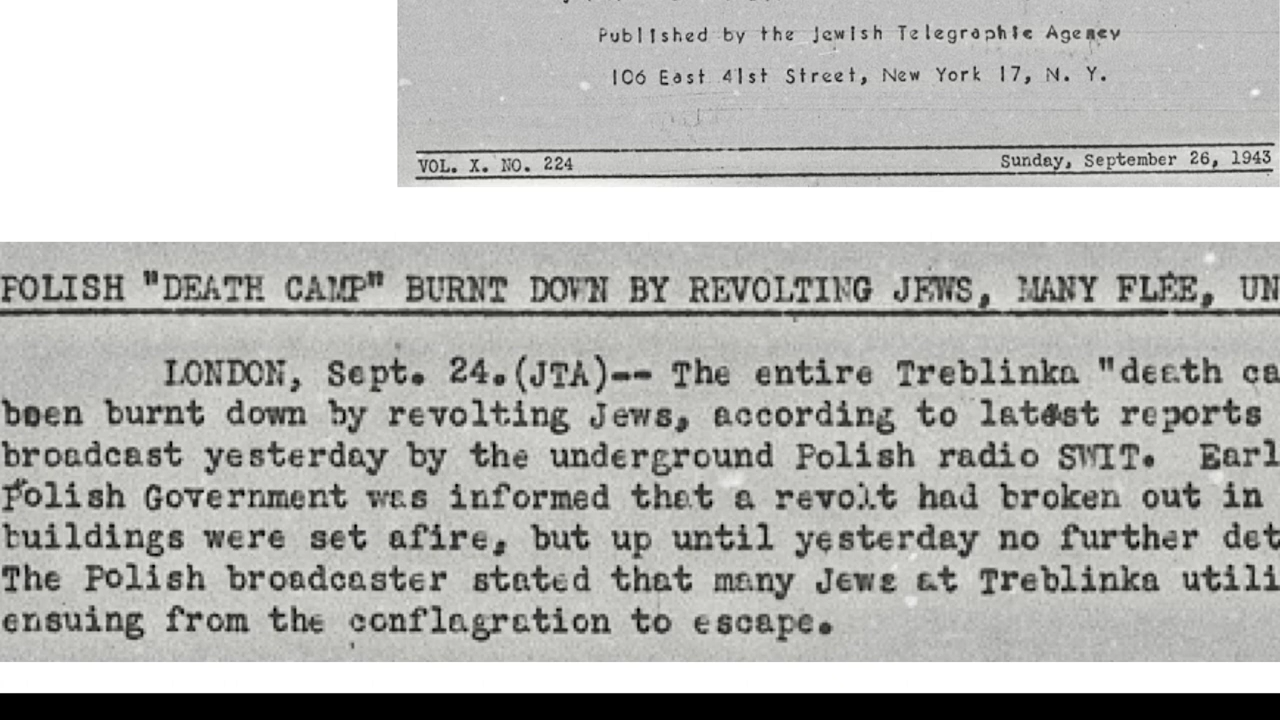 Published by the Jewish Telegraphic Agency
106 East 41st Street, New York 17, N. Y.
VOL. X. NO. 224
Sunday, September 26, 1943
POLISH "DEATH CAMP" BURNT DOWN BY REVOLTING JEWS, MANY FLEE, UN
LONDON, Sept. 24.(JTA)-- The entire Treblinka "death ca
been burnt down by revolting Jews, according to latest reports
broadcast yesterday by the underground Polish radio SWIT. Earl
Polish Government was informed that a revolt had broken out in
buildings were set afire, but up until yesterday no further det
The Polish broadcaster stated that many Jews at Treblinka utili
ensuing from the conflagration to escape.